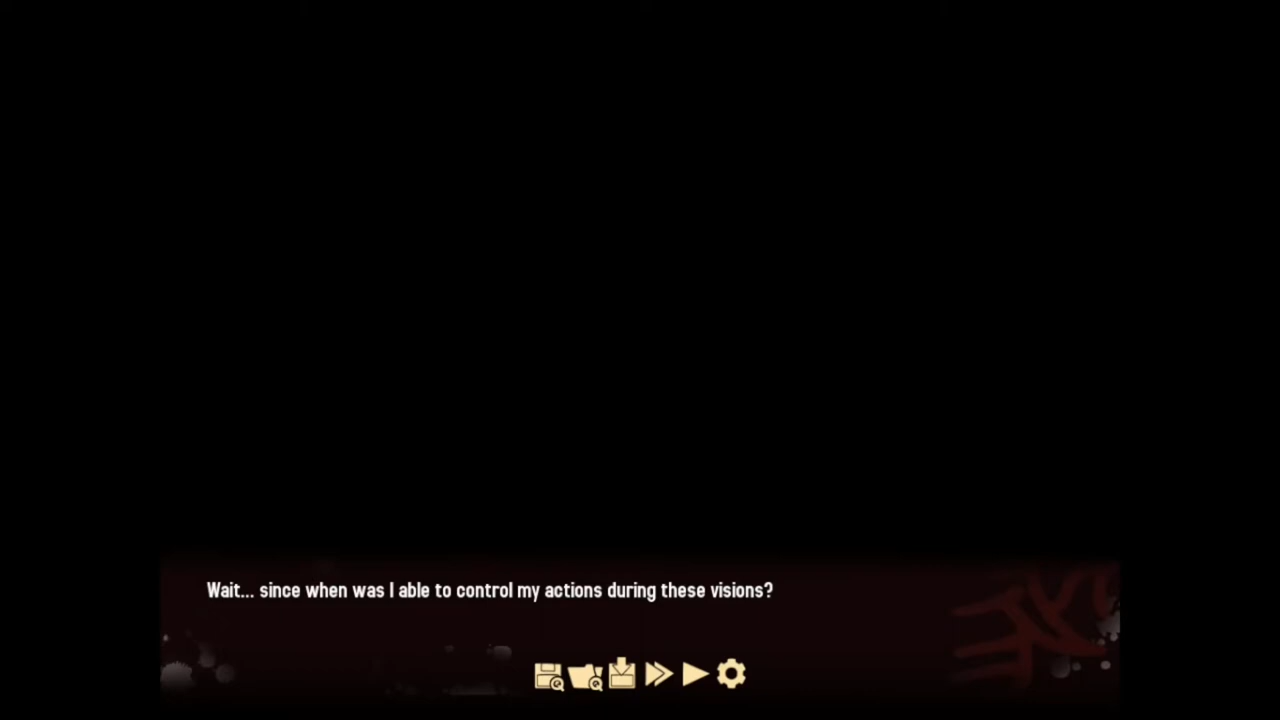 Wait... since when was I able to control my actions during these visions?